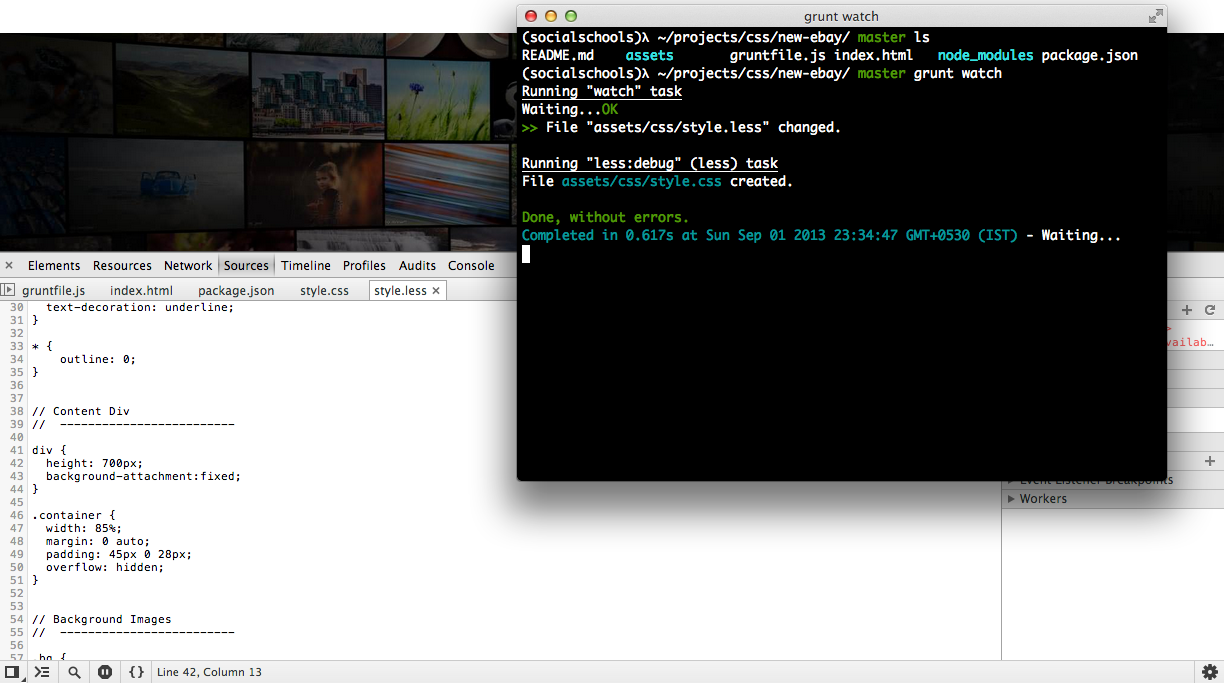 grunt watch
(socialschools)λ ~/projects/css/new-ebay/ master ls
README.md assets gruntfile.js index.html node_modules package.json
(socialschools)λ ~/projects/css/new-ebay/ master grunt watch
Running "watch" task
Waiting...OK
>> File "assets/css/style.less" changed.
Running "less:debug" (less) task
File assets/css/style.css created.
Done, without errors.
Completed in 0.617s at Sun Sep 01 2013 23:34:47 GMT+0530 (IST) - Waiting...
× Elements Resources Network Sources Timeline Profiles Audits Console
gruntfile.js index.html package.json style.css style.less ×
30 text-decoration: underline;
31 }
32
33 * {
34 outline: 0;
35 }
36
37
38 // Content Div
39 // -------------------------
40
41 div {
42 height: 700px;
43 background-attachment:fixed;
44 }
45
46 .container {
47 width: 85%;
48 margin: 0 auto;
49 padding: 45px 0 28px;
50 overflow: hidden;
51 }
52
53
54 // Background Images
55 // -------------------------
56
57 .bg {
>
vailab…
Event Listener Breakpoints
Workers
{} Line 42, Column 13